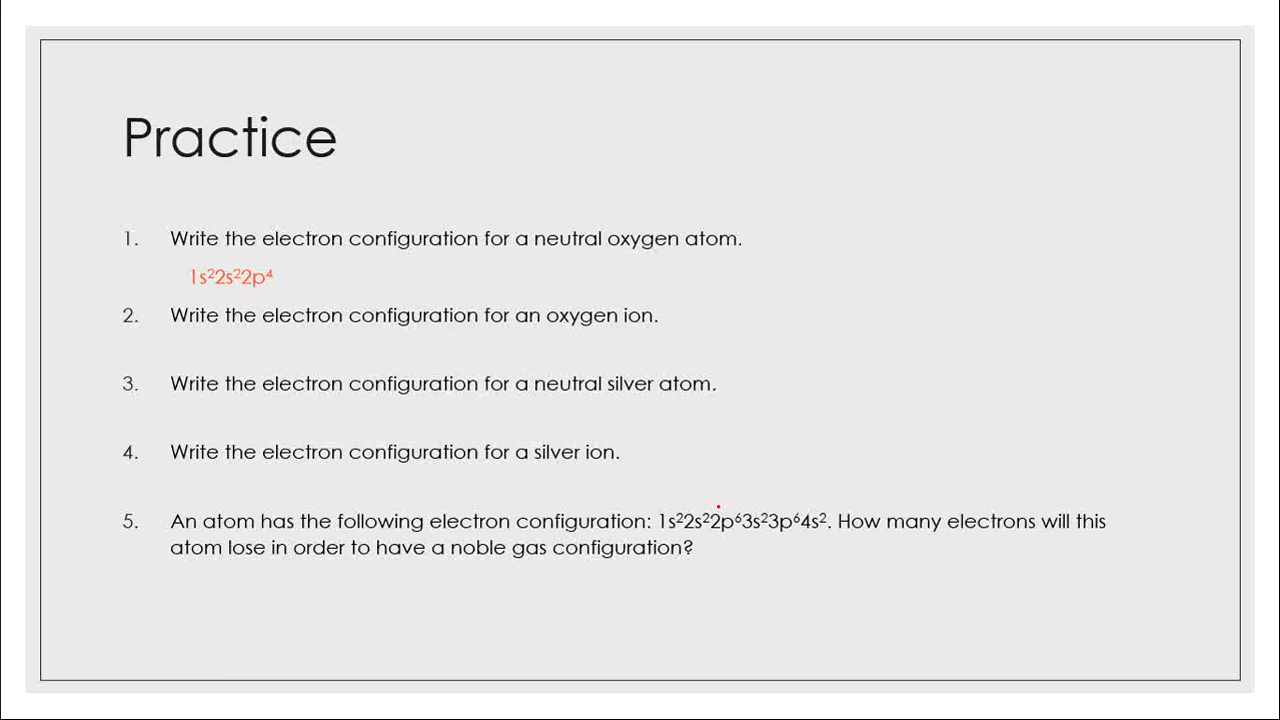 Practice
1. Write the electron configuration for a neutral oxygen atom.
1s²2s²2p⁴
2. Write the electron configuration for an oxygen ion.
3. Write the electron configuration for a neutral silver atom.
4. Write the electron configuration for a silver ion.
5. An atom has the following electron configuration: 1s²2s²2p⁶3s²3p⁶4s². How many electrons will this
atom lose in order to have a noble gas configuration?